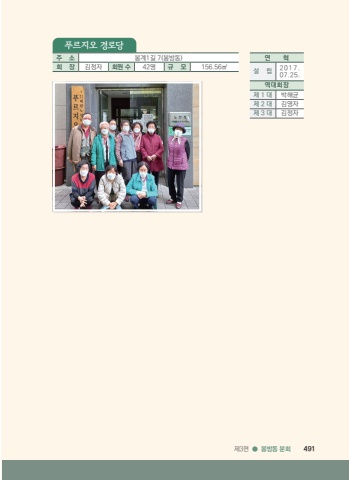 푸르지오 경로당
주 소 봉계1길 7(봉방동)
회 장 김정자 회원 수 42명 규 모 156.56㎡
연 혁
설 립 2017.
07.25.
역대회장
제 1 대 박해균
제 2 대 김영자
제 3 대 김정자
푸르지오
제3편 ● 봉방동 문화 491